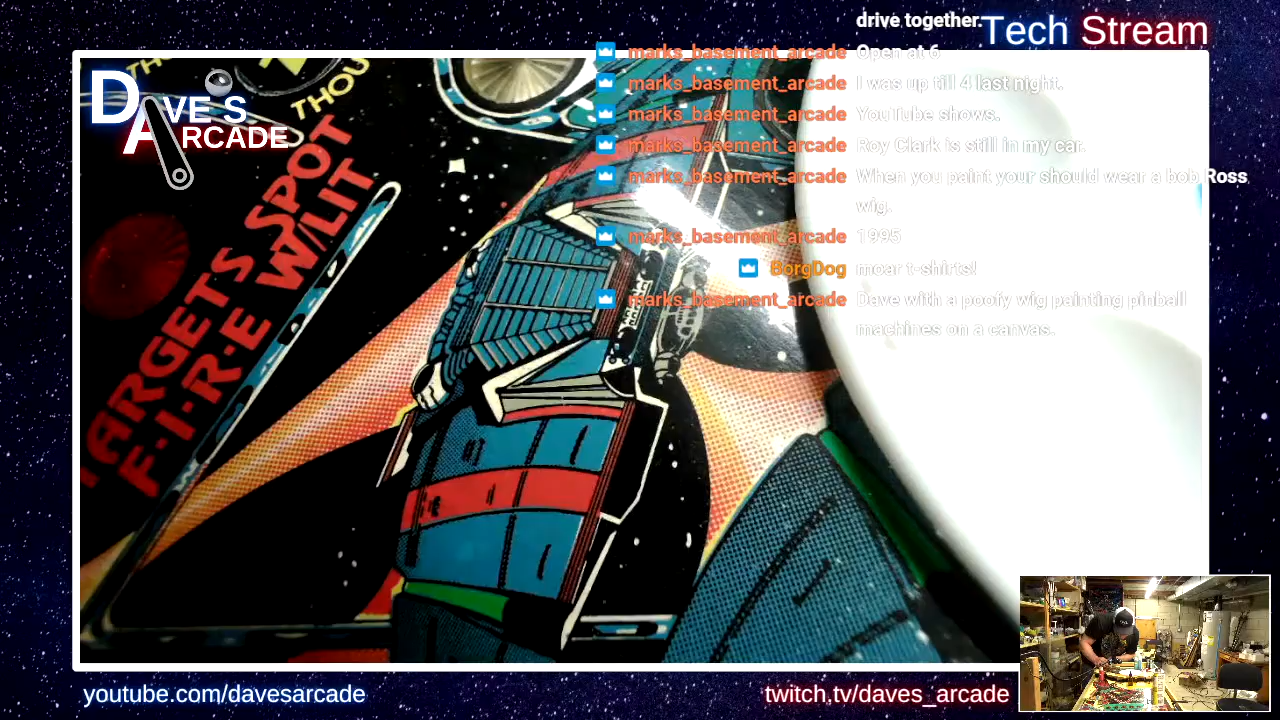 drive together.
Tech Stream
marks_basement_arcade Open at 6
marks_basement_arcade I was up till 4 last night.
marks_basement_arcade YouTube shows.
marks_basement_arcade Roy Clark is still in my car.
marks_basement_arcade When you paint your should wear a bob Ross
wig.
marks_basement_arcade 1995
BorgDog moar t-shirts!
marks_basement_arcade Dave with a poofy wig painting pinball
machines on a canvas.
DAVE'S
ARCADE
THOU
TARGETS SPOT
F-I-R-E W/LIT
youtube.com/davesarcade
twitch.tv/daves_arcade